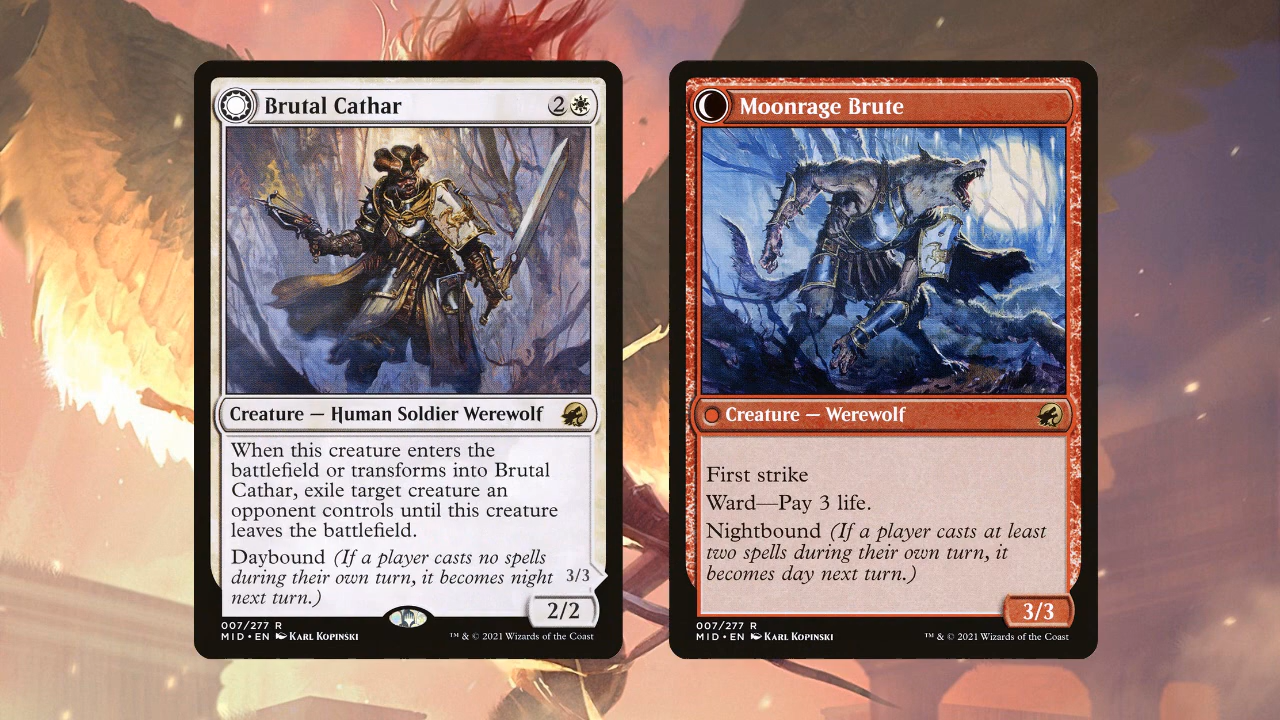 Brutal Cathar 2
Creature — Human Soldier Werewolf
When this creature enters the
battlefield or transforms into Brutal
Cathar, exile target creature an
opponent controls until this creature
leaves the battlefield.
Daybound (If a player casts no spells
during their own turn, it becomes night
next turn.)
3/3
2/2
007/277 R
MID • EN KARL KOPINSKI
™ & © 2021 Wizards of the Coast
Moonrage Brute
Creature — Werewolf
First strike
Ward—Pay 3 life.
Nightbound (If a player casts at least
two spells during their own turn, it
becomes day next turn.)
3/3
007/277 R
MID • EN KARL KOPINSKI
™ & © 2021 Wizards of the Coast